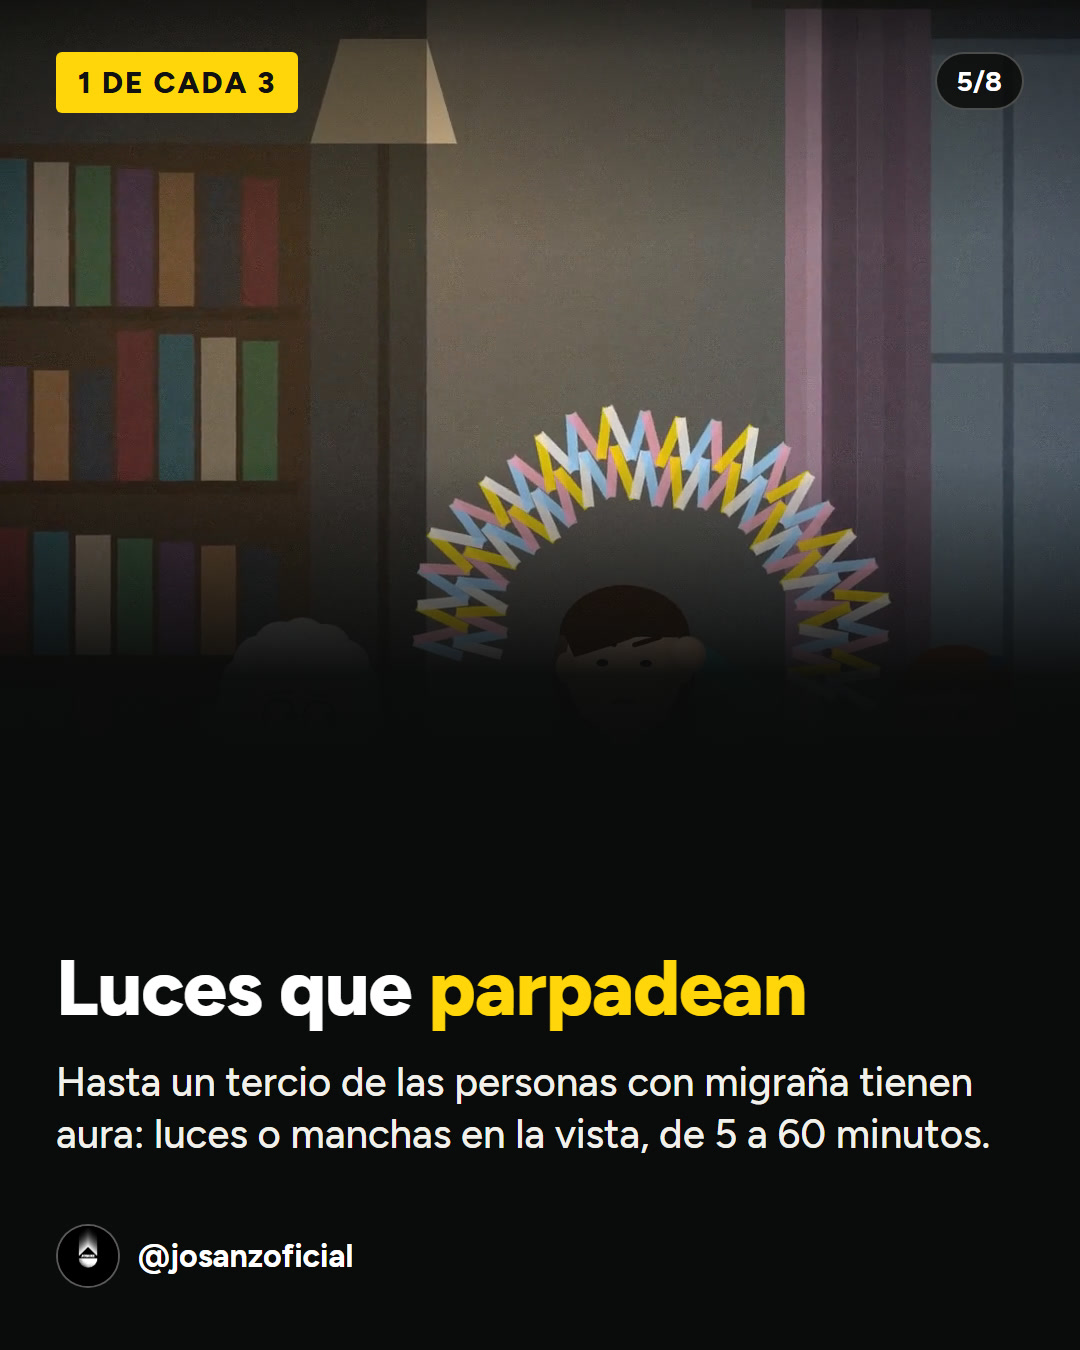 1 DE CADA 3
5/8
Luces que parpadean
Hasta un tercio de las personas con migraña tienen
aura: luces o manchas en la vista, de 5 a 60 minutos.
@josanzoficial